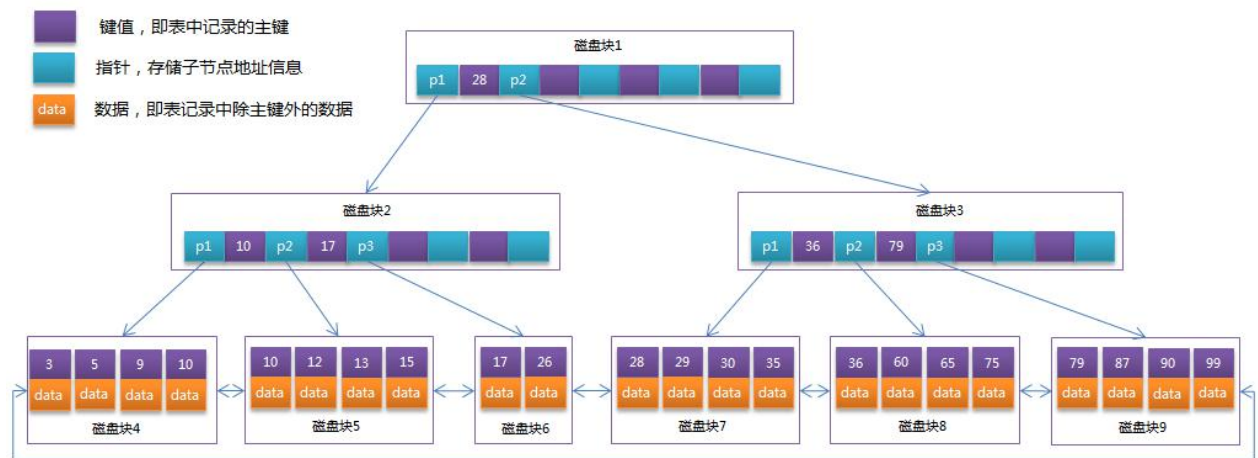 键值，即表中记录的主键
指针，存储子节点地址信息
data 数据，即表记录中除主键外的数据
磁盘块1
p1 28 p2
磁盘块2
p1 10 p2 17 p3
磁盘块3
p1 36 p2 79 p3
3 5 9 10
data data data data
磁盘块4
10 12 13 15
data data data data
磁盘块5
17 26
data data
磁盘块6
28 29 30 35
data data data data
磁盘块7
36 60 65 75
data data data data
磁盘块8
79 87 90 99
data data data data
磁盘块9